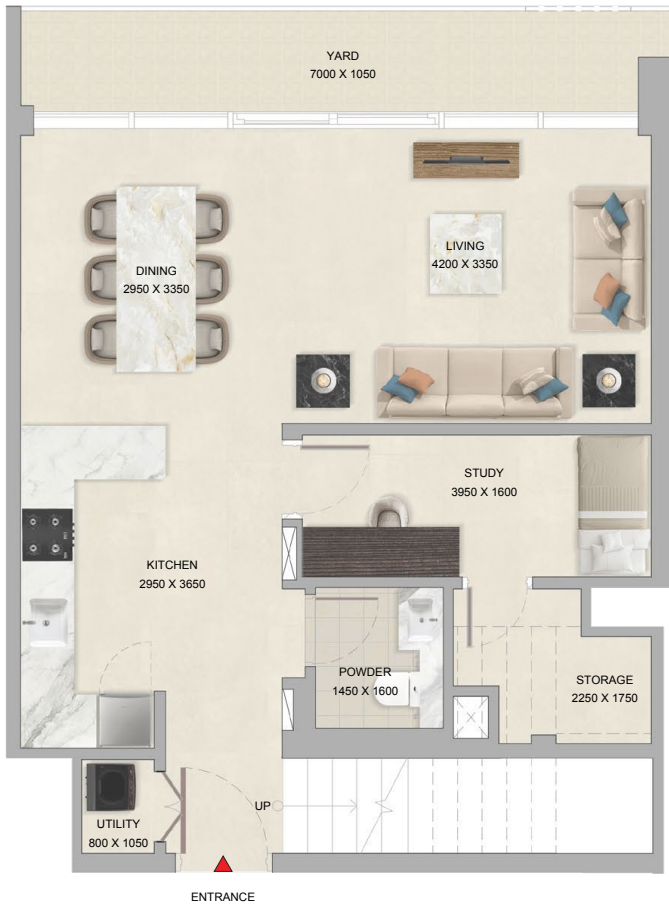 YARD
7000 X 1050
DINING
2950 X 3350
LIVING
4200 X 3350
STUDY
3950 X 1600
KITCHEN
2950 X 3650
POWDER
1450 X 1600
STORAGE
2250 X 1750
UP
UTILITY
800 X 1050
ENTRANCE